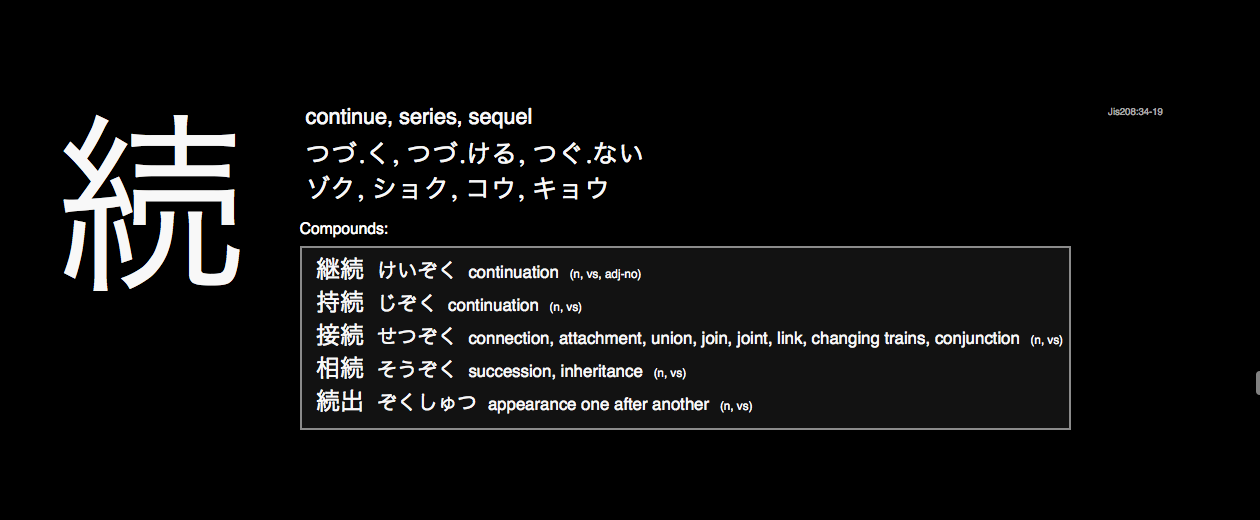 続
continue, series, sequel
つづ.く, つづ.ける, つぐ.ない
ゾク, ショク, コウ, キョウ
Jis208:34-19
Compounds:
継続 けいぞく continuation (n, vs, adj-no)
持続 じぞく continuation (n, vs)
接続 せつぞく connection, attachment, union, join, joint, link, changing trains, conjunction (n, vs)
相続 そうぞく succession, inheritance (n, vs)
続出 ぞくしゅつ appearance one after another (n, vs)